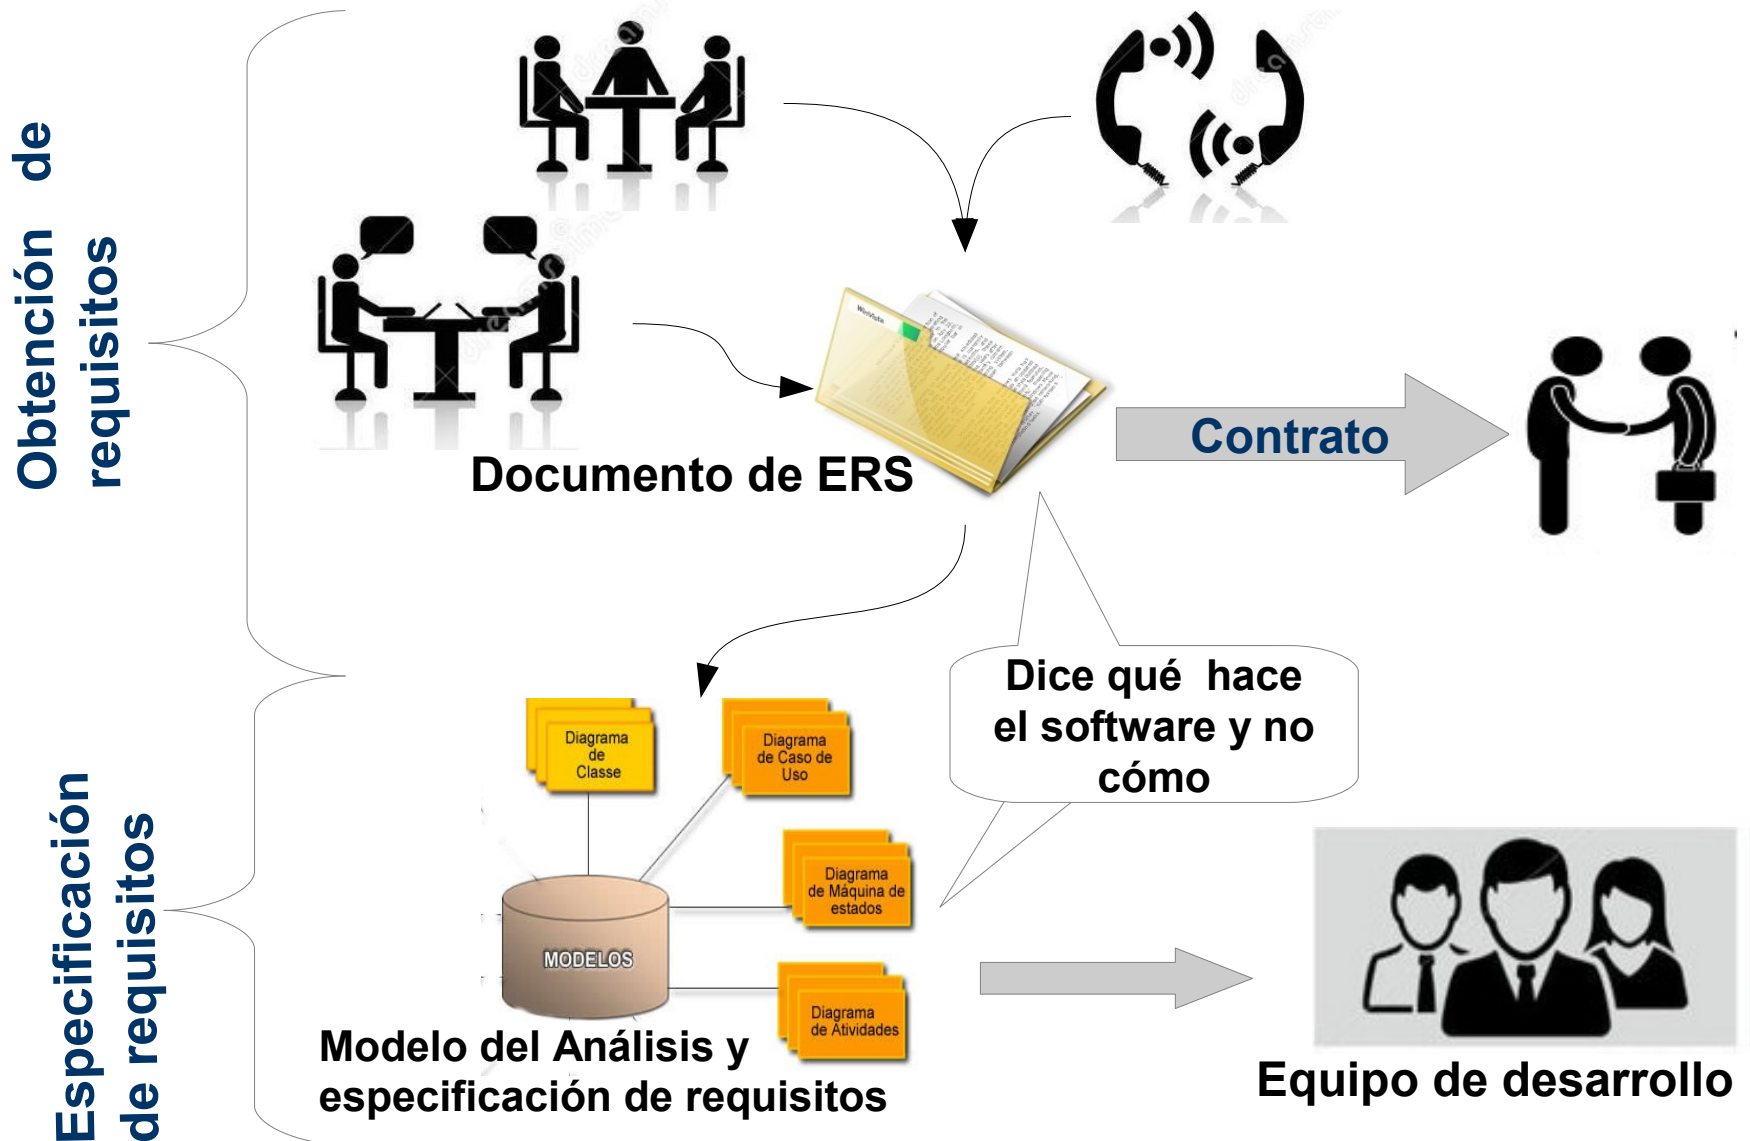 Obtención de
requisitos
WinVista
Documento de ERS
Contrato
Dice qué hace
el software y no
cómo
Especificación
de requisitos
Diagrama
de
Classe
Diagrama
de Caso de
Uso
Diagrama
de Máquina de
estados
MODELOS
Diagrama
de Atividades
Modelo del Análisis y
especificación de requisitos
Equipo de desarrollo